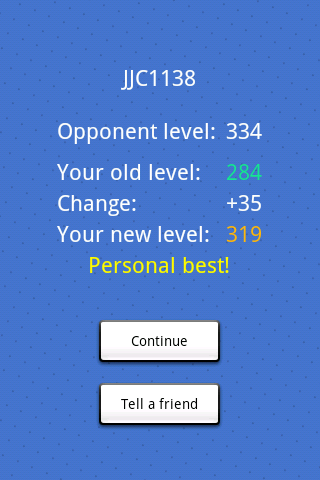 JJC1138
Opponent level: 334
Your old level: 284
Change: +35
Your new level: 319
Personal best!
Continue
Tell a friend